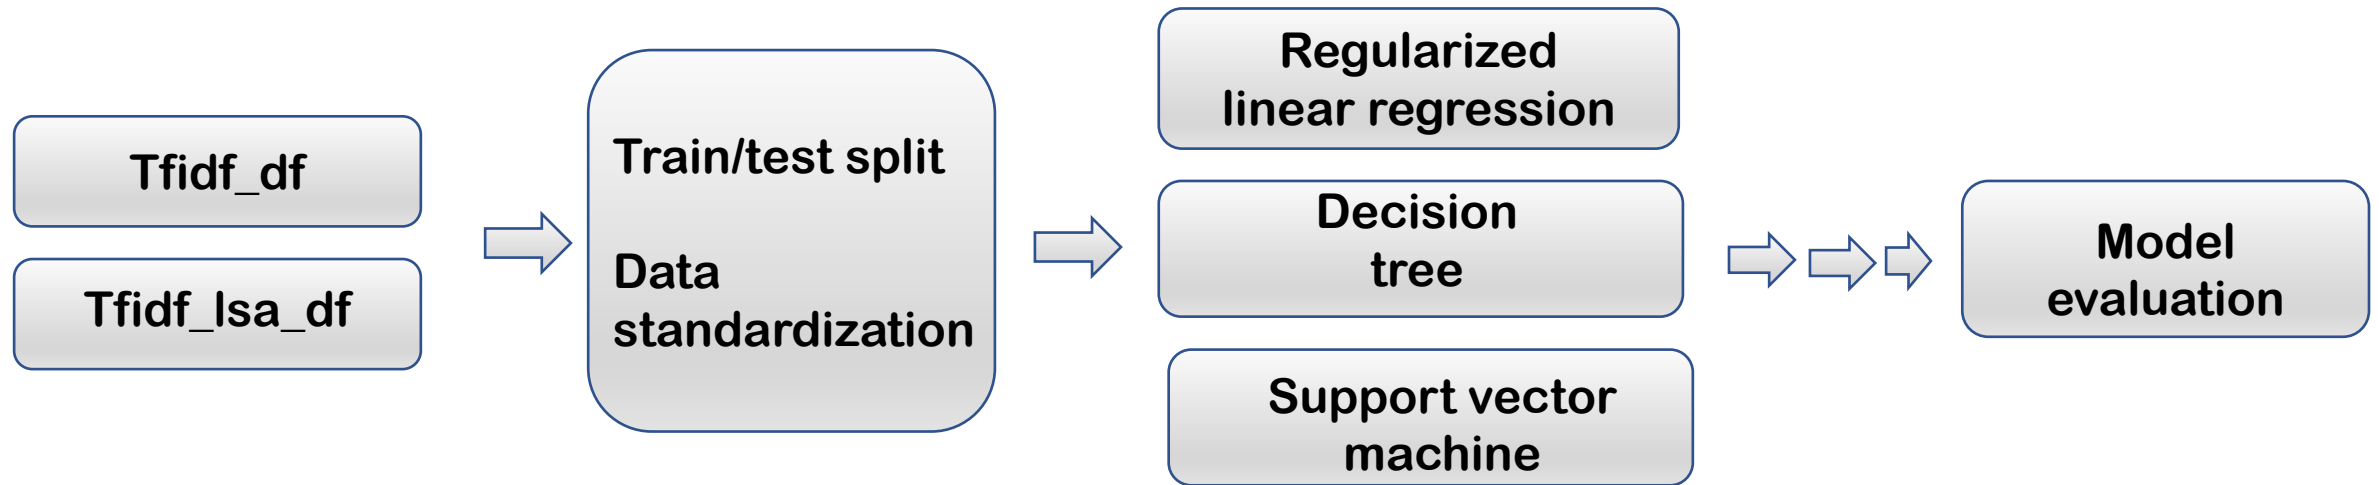 Tfidf_df
Tfidf_lsa_df
Train/test split
Data
standardization
Regularized
linear regression
Decision
tree
Support vector
machine
Model
evaluation